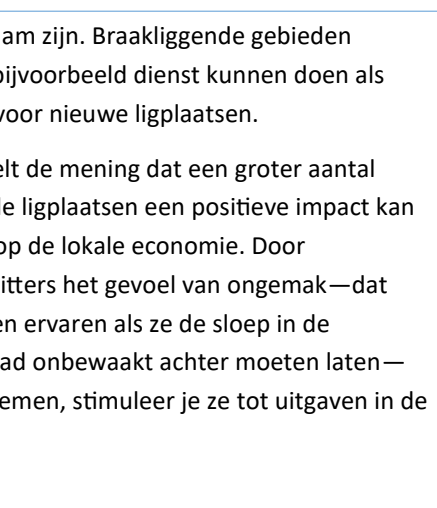 am zijn. Braakliggende gebieden
bijvoorbeeld dienst kunnen doen als
voor nieuwe ligplaatsen.
elt de mening dat een groter aantal
le ligplaatsen een positieve impact kan
op de lokale economie. Door
itters het gevoel van ongemak—dat
en ervaren als ze de sloep in de
ad onbewaakt achter moeten laten—
emen, stimuleer je ze tot uitgaven in de